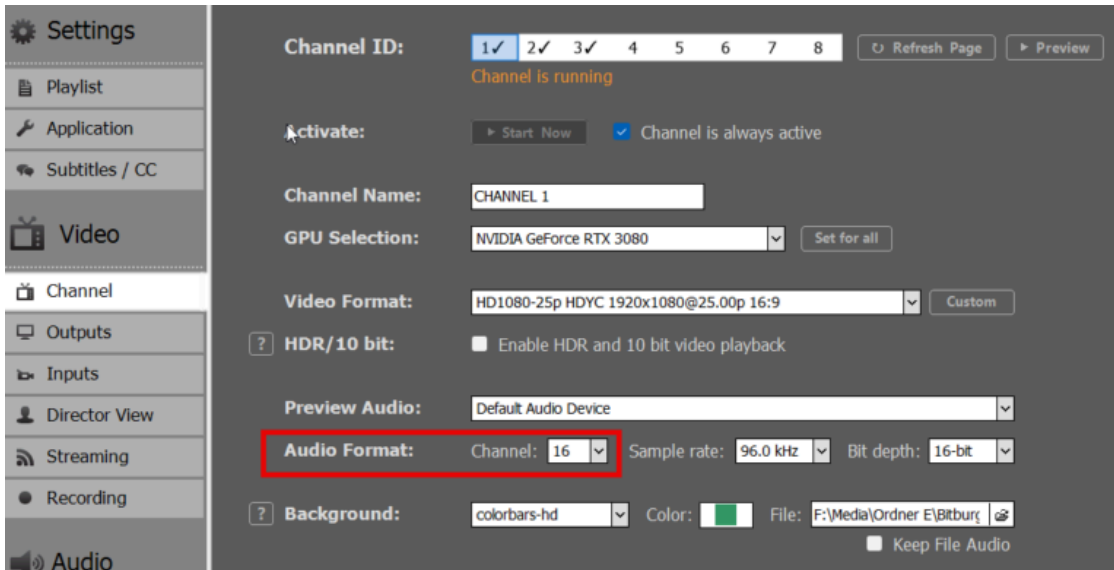 Settings
Playlist
Application
Subtitles / CC
Video
Channel
Outputs
Inputs
Director View
Streaming
Recording
Audio
Channel ID: 1✓ 2✓ 3✓ 4 5 6 7 8 Refresh Page Preview
Channel is running
Activate: Start Now Channel is always active
Channel Name: CHANNEL 1
GPU Selection: NVIDIA GeForce RTX 3080 Set for all
Video Format: HD1080-25p HDYC 1920x1080@25.00p 16:9 Custom
? HDR/10 bit: Enable HDR and 10 bit video playback
Preview Audio: Default Audio Device
Audio Format: Channel: 16 Sample rate: 96.0 kHz Bit depth: 16-bit
? Background: colorbars-hd Color: File: F:\Media\Ordner E\Bitburg
Keep File Audio